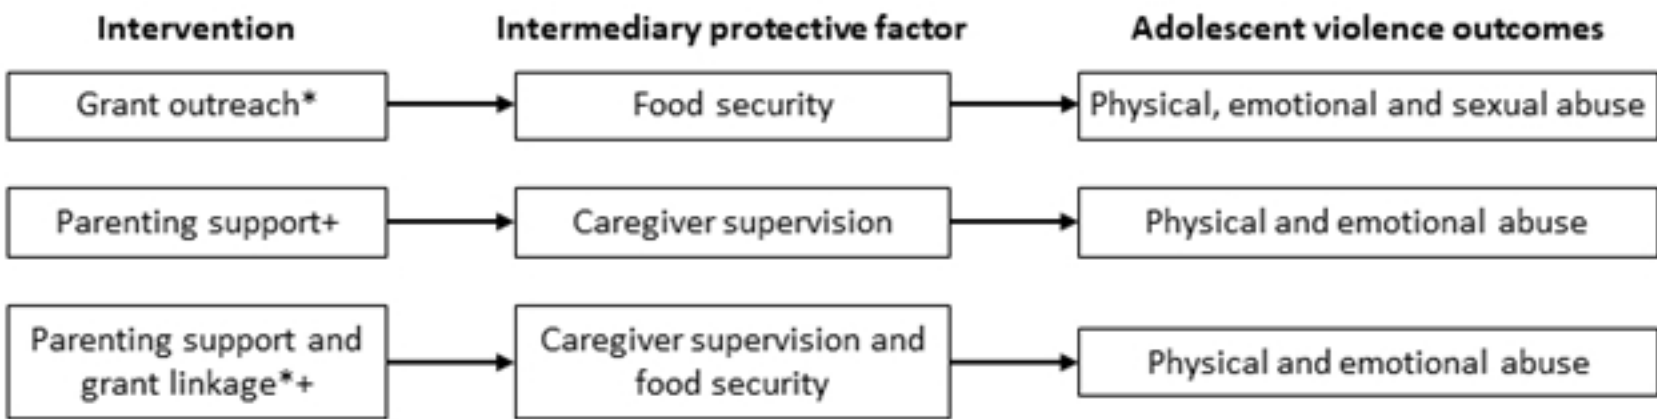 Intervention
Intermediary protective factor
Adolescent violence outcomes
Grant outreach*
Food security
Physical, emotional and sexual abuse
Parenting support+
Caregiver supervision
Physical and emotional abuse
Parenting support and
grant linkage*+
Caregiver supervision and
food security
Physical and emotional abuse